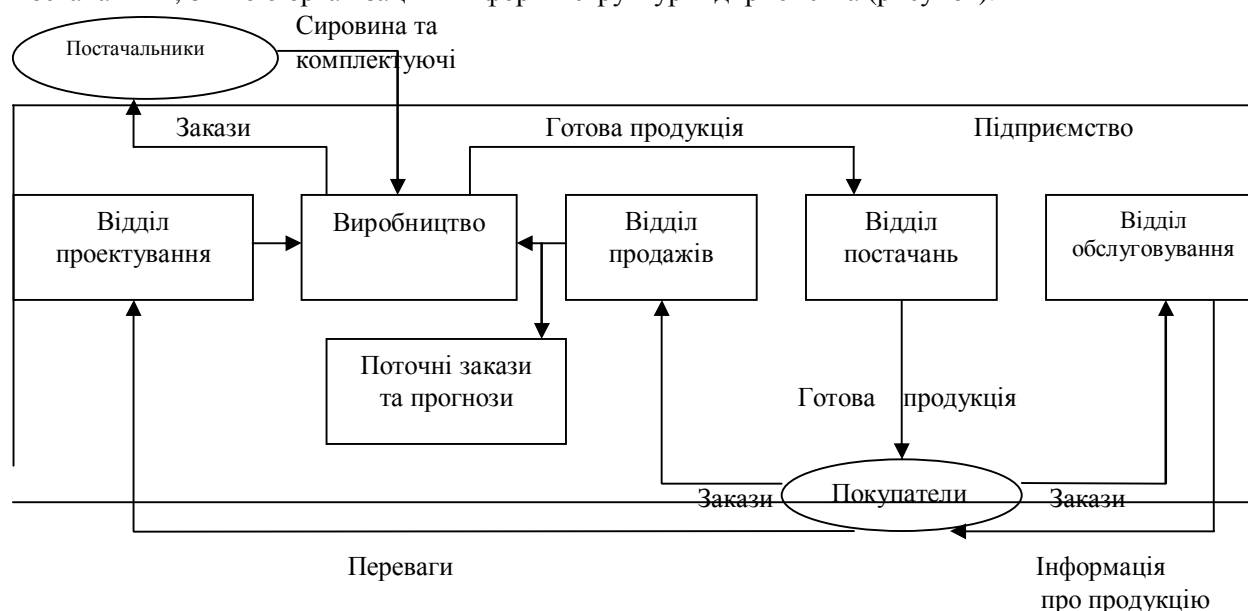 Сировина та
комплектуючі
Постачальники
Закази
Готова продукція
Підприємство
Відділ
проектування
Виробництво
Відділ
продажів
Відділ
постачань
Відділ
обслуговування
Поточні закази
та прогнози
Готова продукція
Закази
Покупатели
Закази
Переваги
Інформація
про продукцію